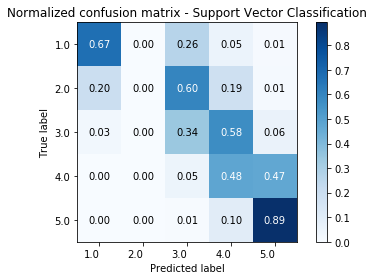 Normalized confusion matrix - Support Vector Classification
True label
1.0 0.67 0.00 0.26 0.05 0.01
2.0 0.20 0.00 0.60 0.19 0.01
3.0 0.03 0.00 0.34 0.58 0.06
4.0 0.00 0.00 0.05 0.48 0.47
5.0 0.00 0.00 0.01 0.10 0.89
1.0 2.0 3.0 4.0 5.0
Predicted label
0.8
0.7
0.6
0.5
0.4
0.3
0.2
0.1
0.0